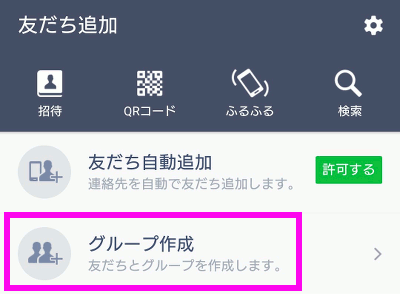 友だち追加
招待
QRコード
ふるふる
検索
友だち自動追加
連絡先を自動で友だち追加します。
許可する
グループ作成
友だちとグループを作成します。